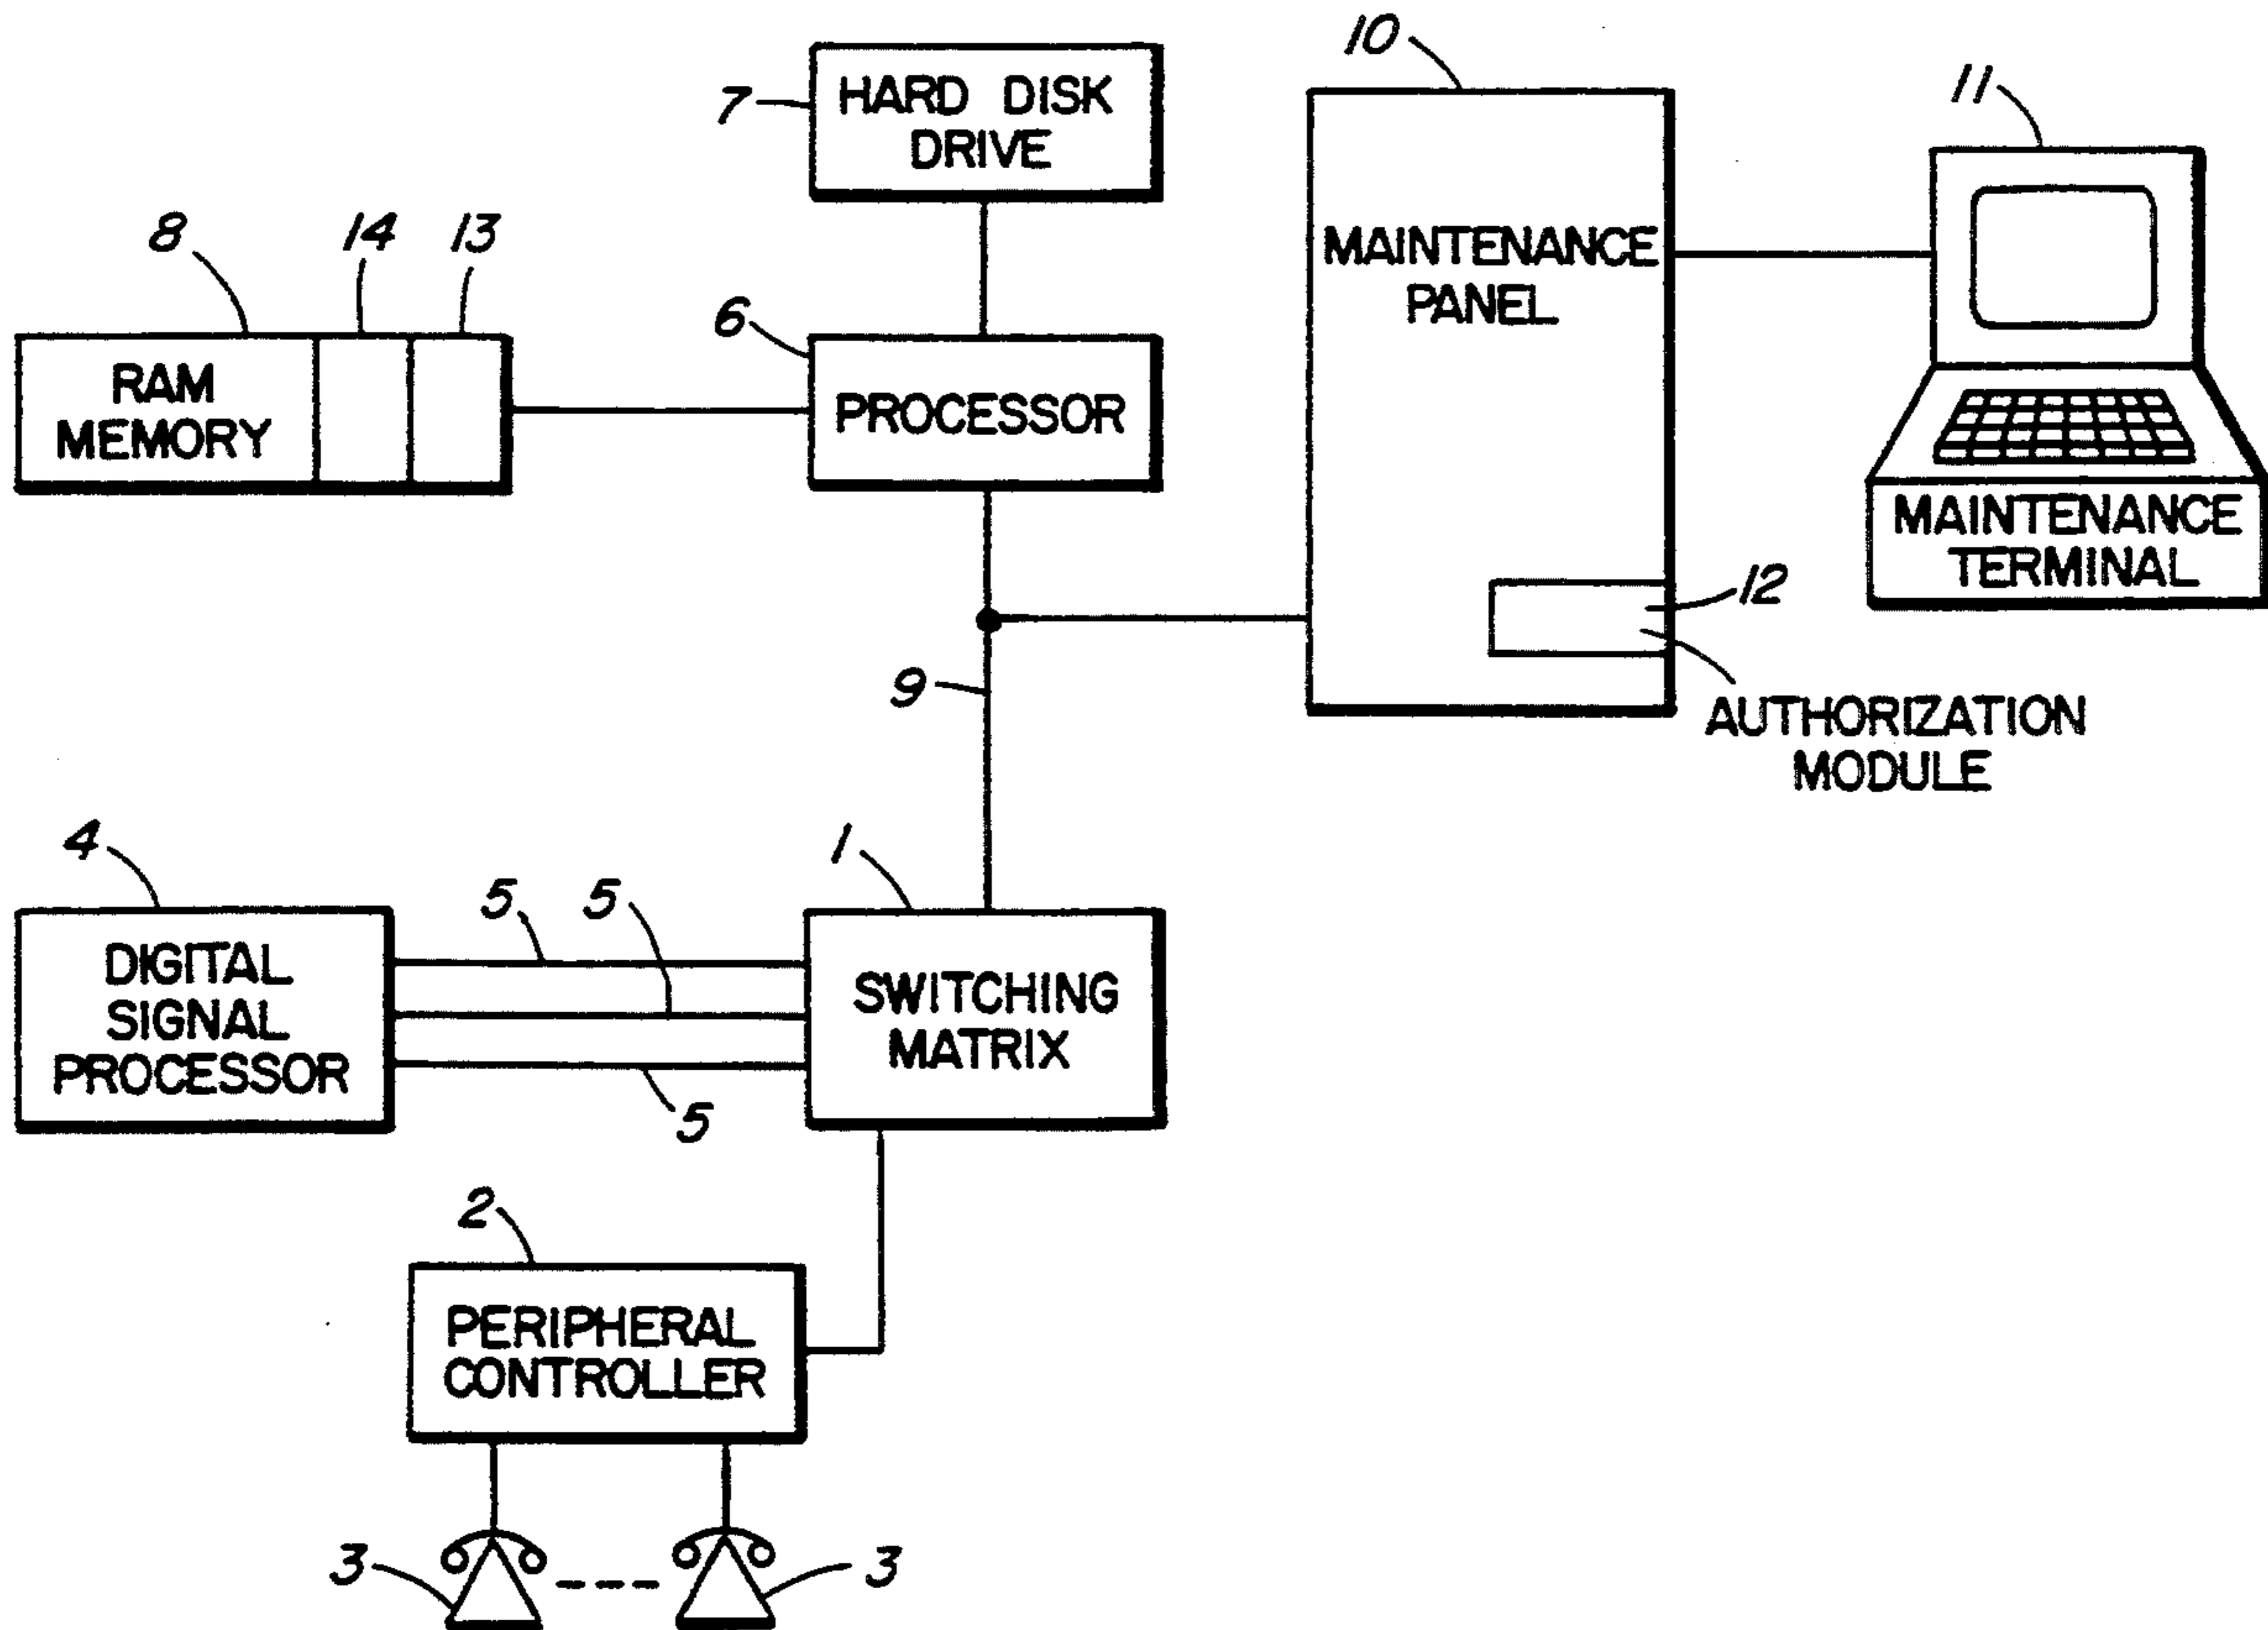 10
11
7
HARD DISK
DRIVE
8
14
13
MAINTENANCE
PANEL
6
RAM
MEMORY
PROCESSOR
MAINTENANCE
TERMINAL
12
9
AUTHORIZATION
MODULE
4
5
5
1
DIGITAL
SIGNAL
PROCESSOR
SWITCHING
MATRIX
5
2
PERIPHERAL
CONTROLLER
3
3